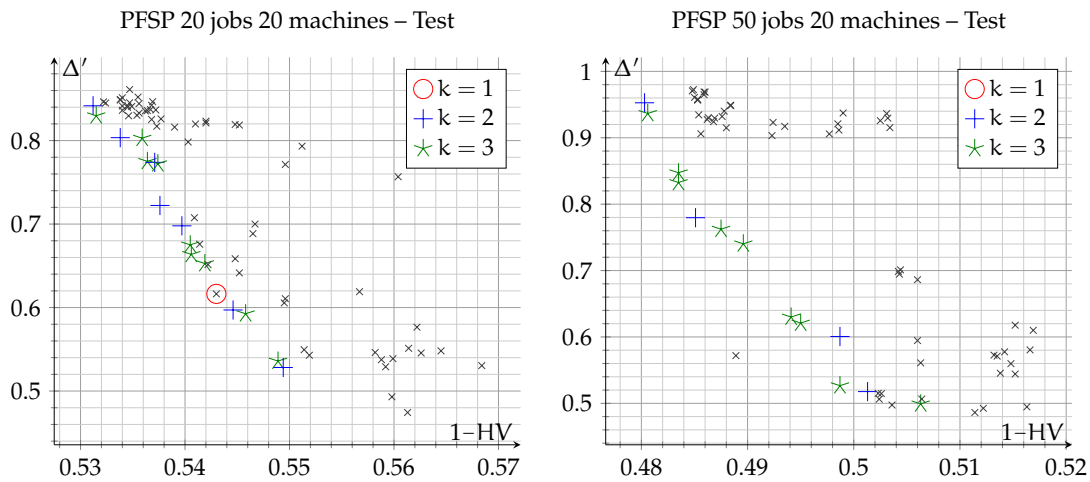 PFSP 20 jobs 20 machines – Test
Δ′
k = 1
k = 2
k = 3
0.8
0.7
0.6
0.5
1−HV
0.53 0.54 0.55 0.56 0.57
PFSP 50 jobs 20 machines – Test
Δ′
k = 1
k = 2
k = 3
1
0.9
0.8
0.7
0.6
0.5
1−HV
0.48 0.49 0.5 0.51 0.52